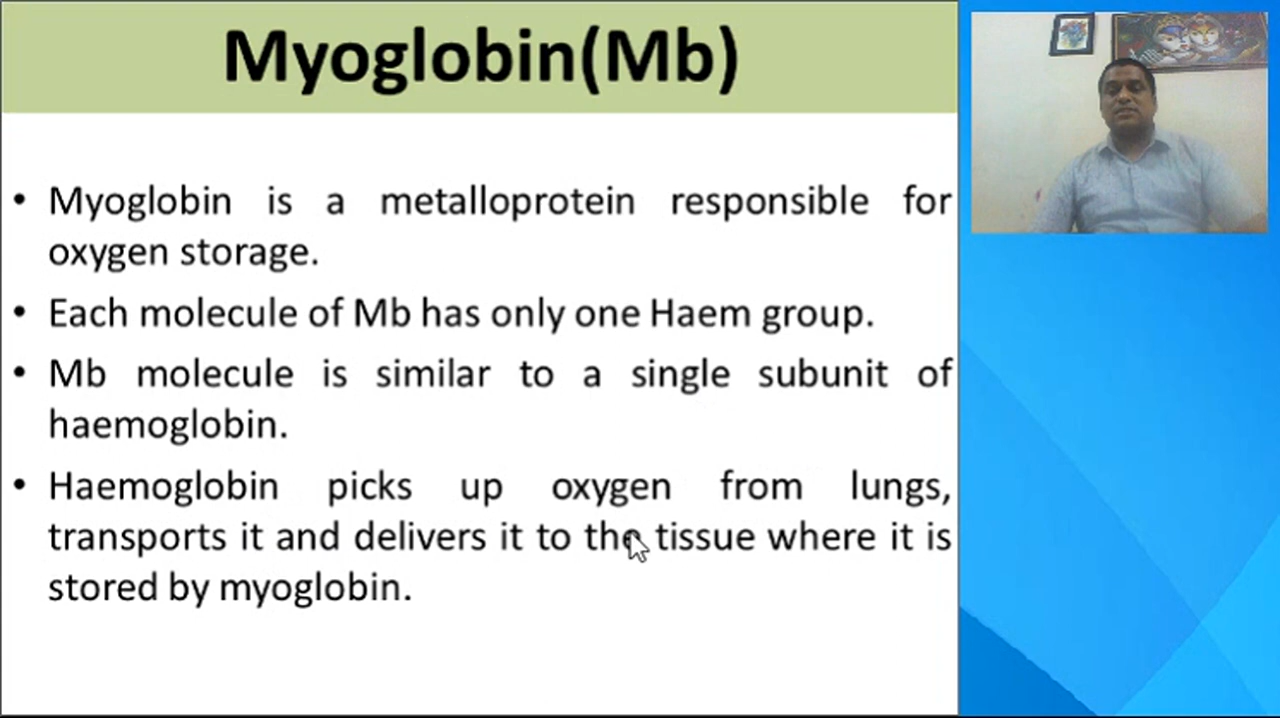 Myoglobin(Mb)
• Myoglobin is a metalloprotein responsible for
oxygen storage.
• Each molecule of Mb has only one Haem group.
• Mb molecule is similar to a single subunit of
haemoglobin.
• Haemoglobin picks up oxygen from lungs,
transports it and delivers it to the tissue where it is
stored by myoglobin.